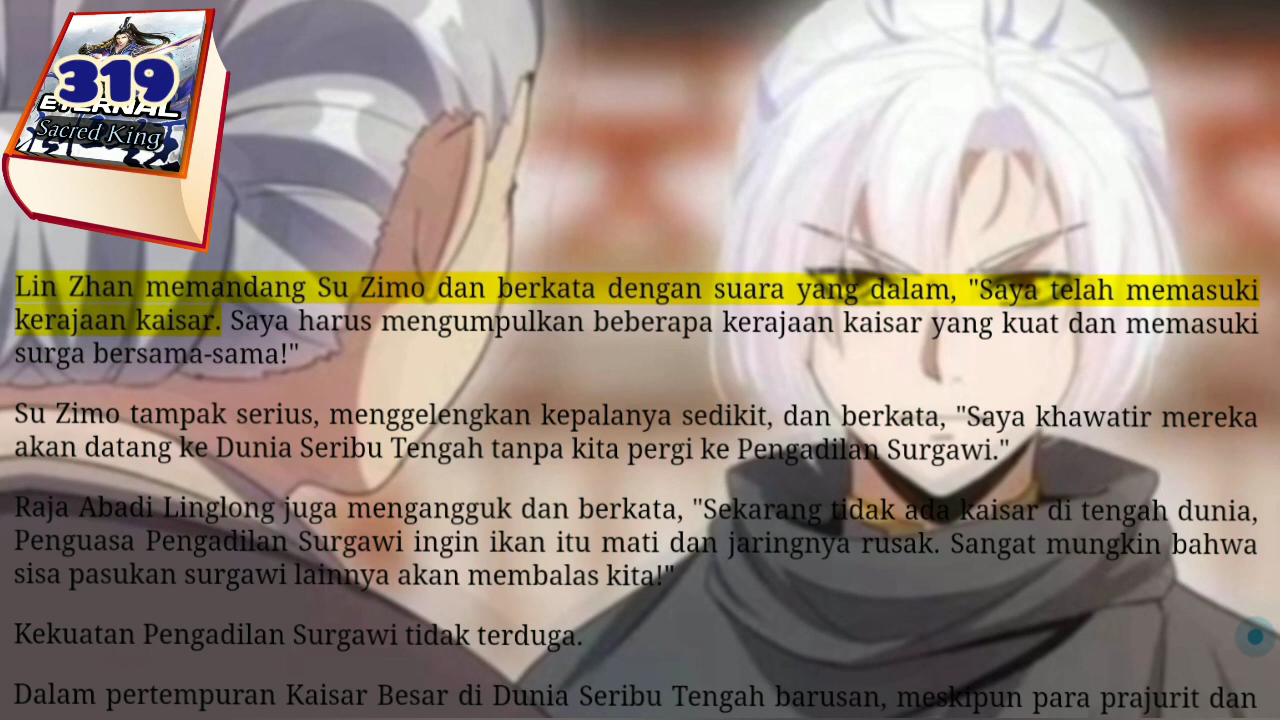 319
ETERNAL
Sacred King
Lin Zhan memandang Su Zimo dan berkata dengan suara yang dalam, "Saya telah memasuki
kerajaan kaisar. Saya harus mengumpulkan beberapa kerajaan kaisar yang kuat dan memasuki
surga bersama-sama!"
Su Zimo tampak serius, menggelengkan kepalanya sedikit, dan berkata, "Saya khawatir mereka
akan datang ke Dunia Seribu Tengah tanpa kita pergi ke Pengadilan Surgawi."
Raja Abadi Linglong juga mengangguk dan berkata, "Sekarang tidak ada kaisar di tengah dunia,
Penguasa Pengadilan Surgawi ingin ikan itu mati dan jaringnya rusak. Sangat mungkin bahwa
sisa pasukan surgawi lainnya akan membalas kita!"
Kekuatan Pengadilan Surgawi tidak terduga.
Dalam pertempuran Kaisar Besar di Dunia Seribu Tengah barusan, meskipun para prajurit dan